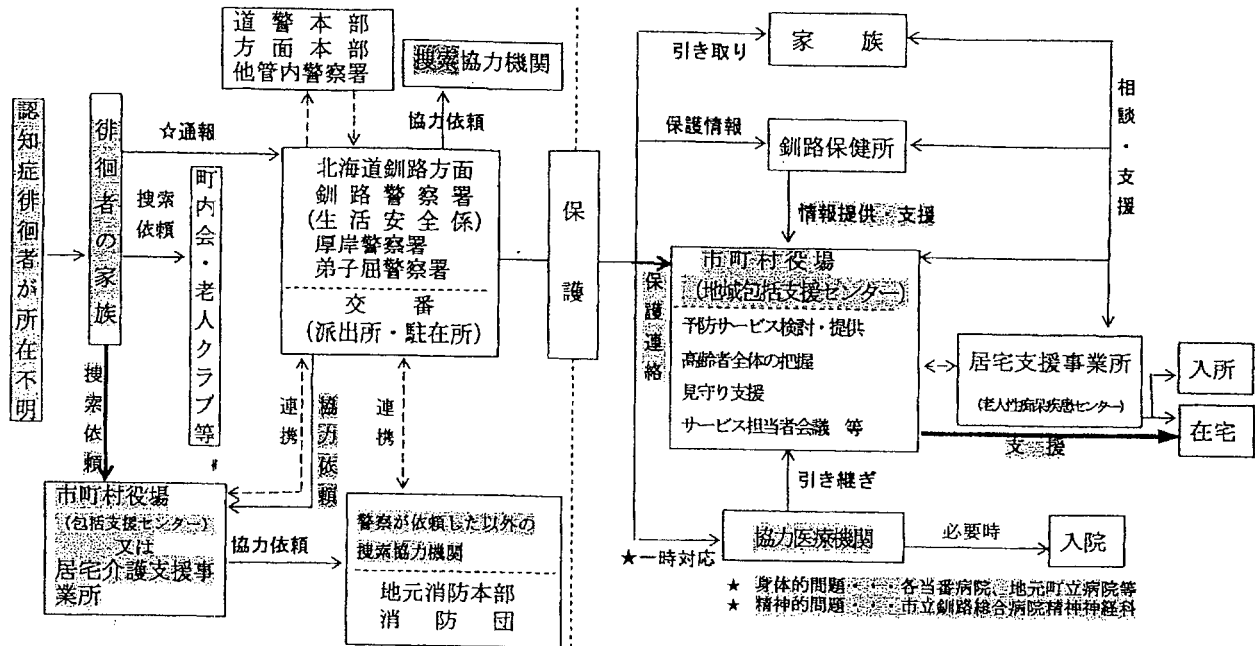 認知症徘徊者が所在不明
徘徊者の家族
☆通報
捜索
依頼
町内会・老人クラブ等
捜索依頼
市町村役場
(包括支援センター)
又は
居宅介護支援事
業所
道警本部
方面本部
他管内警察署
捜索協力機関
協力依頼
北海道釧路方面
釧路警察署
(生活安全係)
厚岸警察署
弟子屈警察署
交番
(派出所・駐在所)
連携
協力依頼
連携
協力依頼
警察が依頼した以外の
捜索協力機関
地元消防本部
消防団
保護
引き取り
家族
保護情報
釧路保健所
相談・支援
情報提供・支援
保護連絡
市町村役場
(地域包括支援センター)
予防サービス検討・提供
高齢者全体の把握
見守り支援
サービス担当者会議 等
居宅支援事業所
(老人性痴呆疾患センター)
入所
在宅
支援
引き継ぎ
★一時対応
協力医療機関
必要時
入院
★ 身体的問題・・・各当番病院、地元町立病院等
★ 精神的問題・・・市立釧路総合病院精神神経科